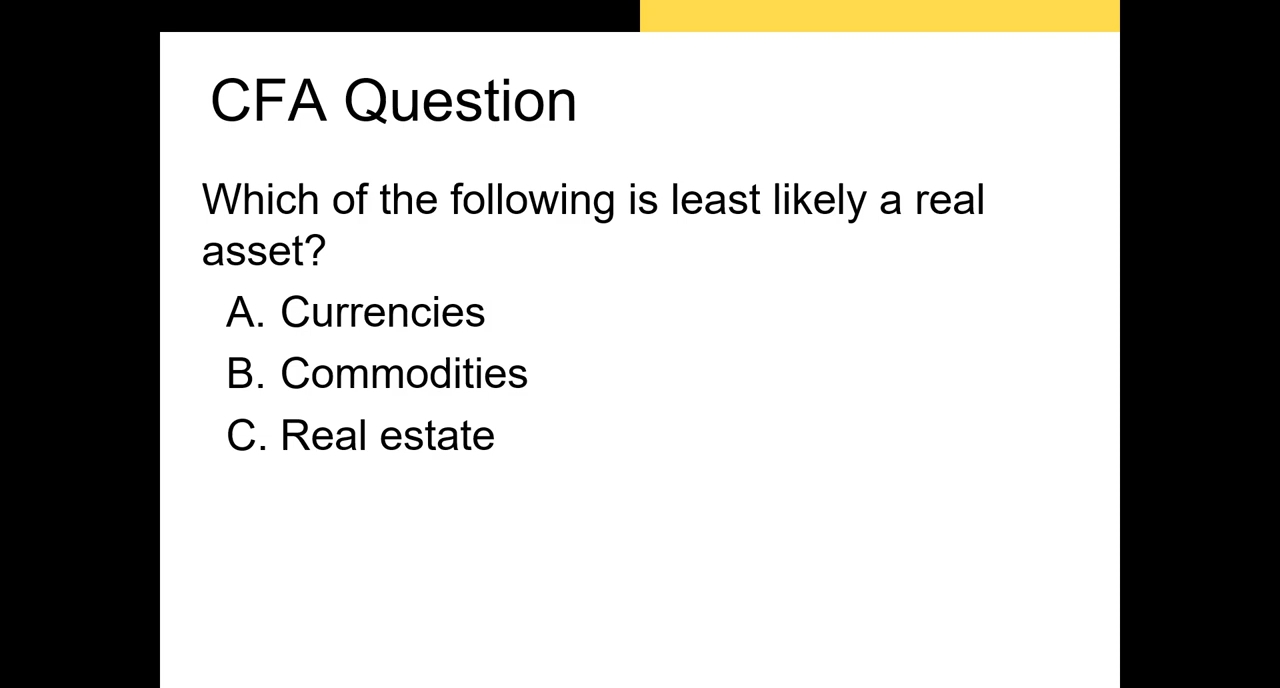 CFA Question
Which of the following is least likely a real
asset?
A. Currencies
B. Commodities
C. Real estate